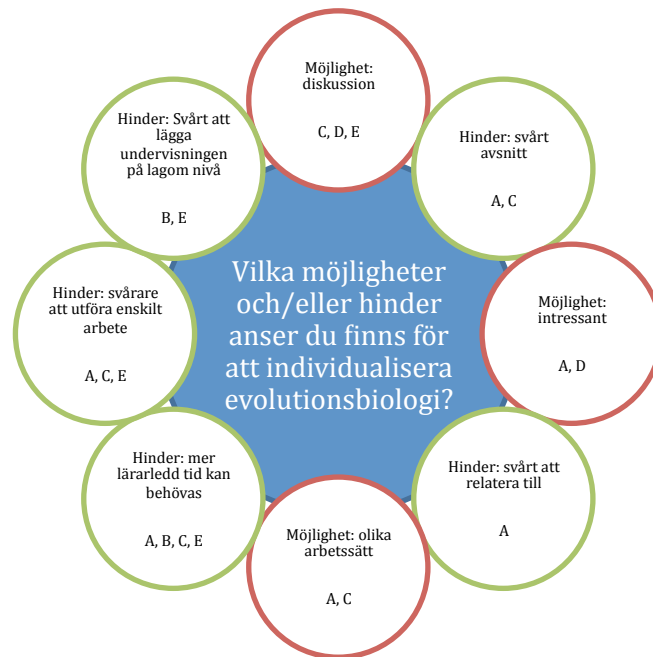 Möjlighet:
diskussion
C, D, E
Hinder: svårt
avsnitt
A, C
Möjlighet:
intressant
A, D
Hinder: svårt att
relatera till
A
Möjlighet: olika
arbetssätt
A, C
Hinder: mer
lärarledd tid kan
behövas
A, B, C, E
Hinder: svårare
att utföra enskilt
arbete
A, C, E
Hinder: Svårt att
lägga
undervisningen
på lagom nivå
B, E
Vilka möjligheter
och/eller hinder
anser du finns för
att individualisera
evolutionsbiologi?